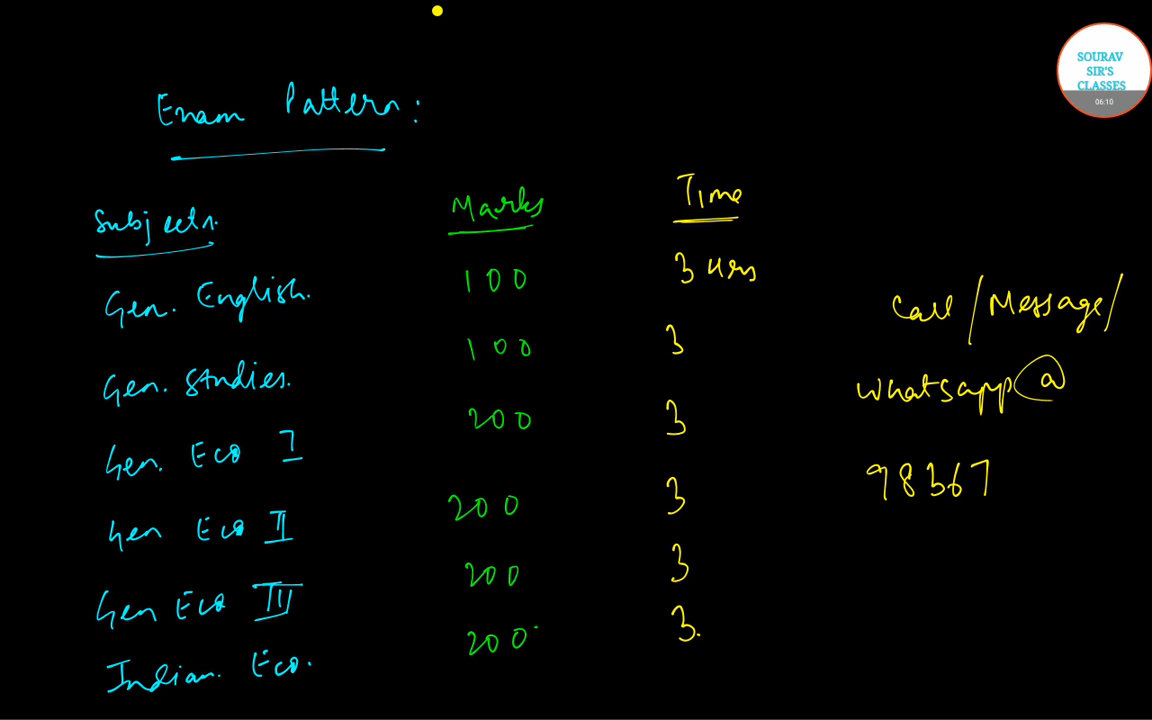 SOURAV
SIR'S
CLASSES
06:10
Exam Pattern:
Subjects. Marks Time
Gen. English. 100 3 Hrs
Gen. Studies. 100 3
Gen. Eco I 200 3
Gen Eco II 200 3
Gen Eco III 200 3
Indian. Eco. 200 3.
Call / Message /
Whatsapp @
98367